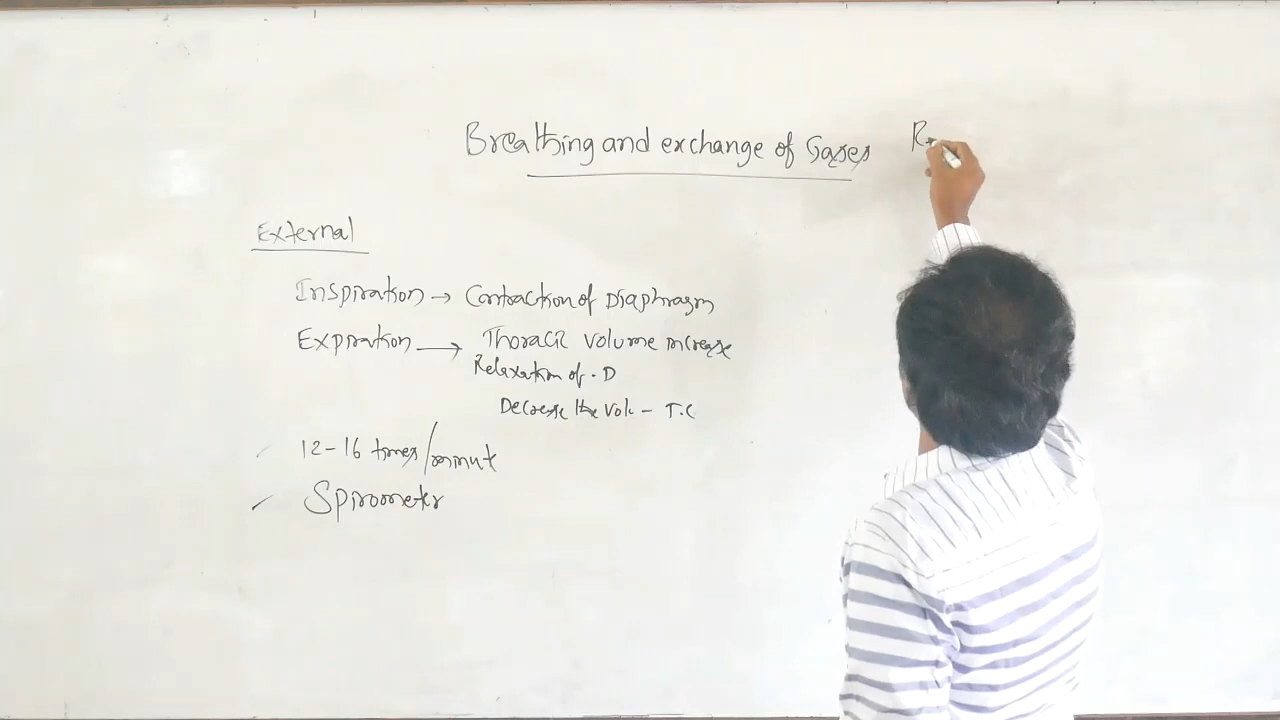 Breathing and exchange of Gases R
External
Inspiration → Contraction of Diaphragm
Expiration → Thoracic volume increase
Relaxation of . D
Decrease the Vol - T.C
12-16 times/minut
Spirometer